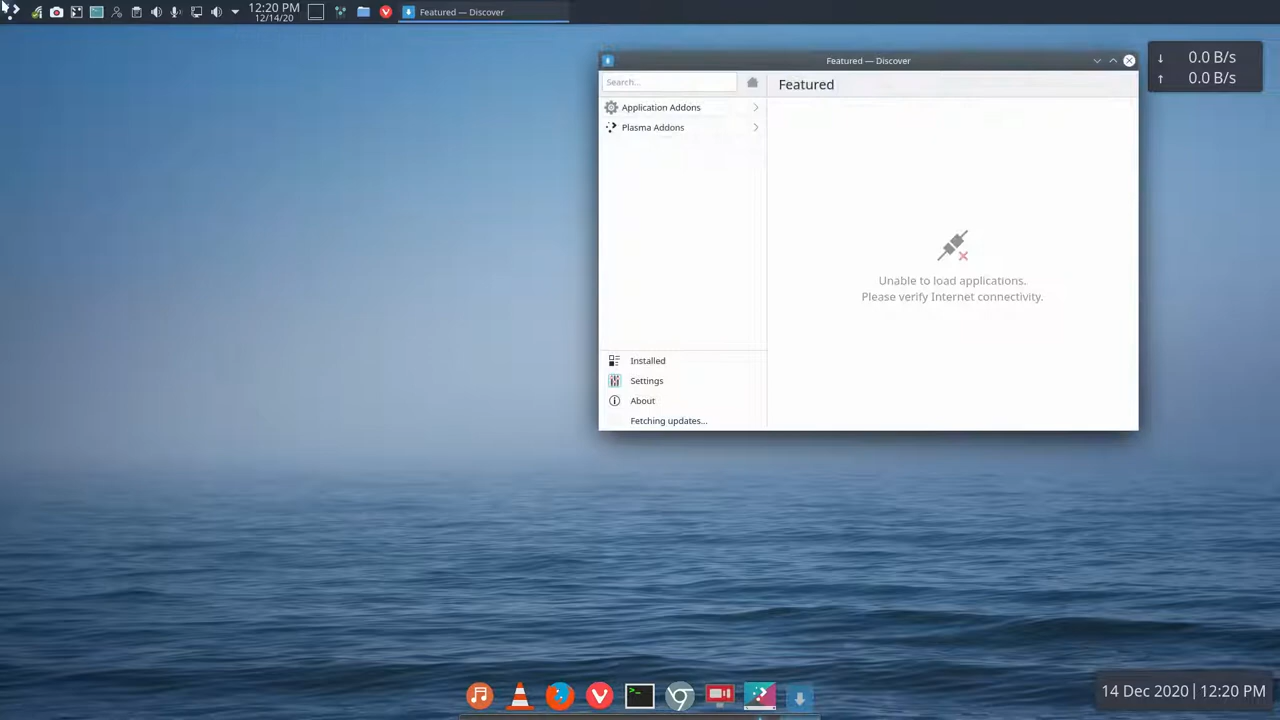 12:20 PM
12/14/20
Featured — Discover
Featured — Discover
Search...
Featured
Application Addons
Plasma Addons
Unable to load applications.
Please verify Internet connectivity.
Installed
Settings
About
Fetching updates...
↓ 0.0 B/s
↑ 0.0 B/s
14 Dec 2020 | 12:20 PM